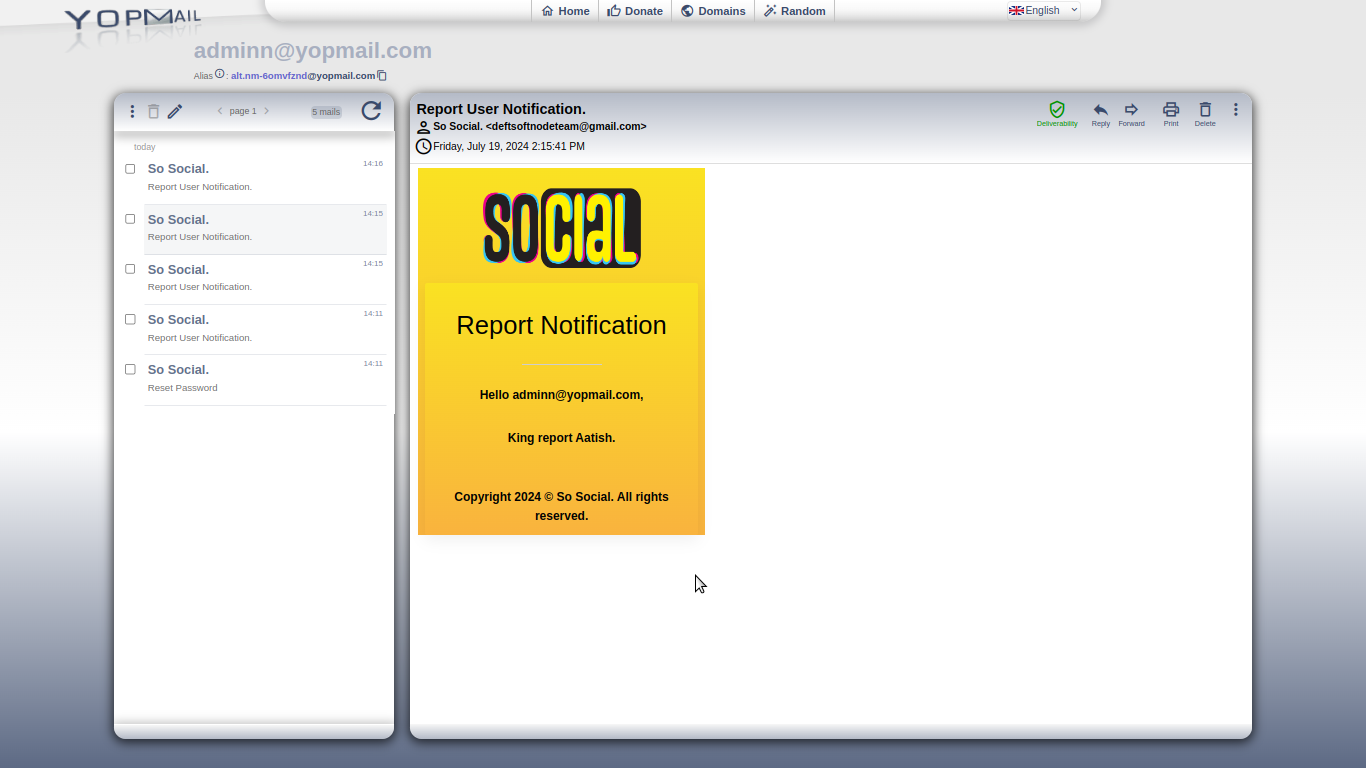 YOPMAIL
Home
Donate
Domains
Random
English
adminn@yopmail.com
Alias : alt.nm-6omvfznd@yopmail.com
page 1
5 mails
today
So Social.
14:16
Report User Notification.
So Social.
14:15
Report User Notification.
So Social.
14:15
Report User Notification.
So Social.
14:11
Report User Notification.
So Social.
14:11
Reset Password
Report User Notification.
So Social. <deftsoftnodeteam@gmail.com>
Friday, July 19, 2024 2:15:41 PM
Deliverability
Reply
Forward
Print
Delete
SOCIAL
Report Notification
Hello adminn@yopmail.com,
King report Aatish.
Copyright 2024 © So Social. All rights
reserved.